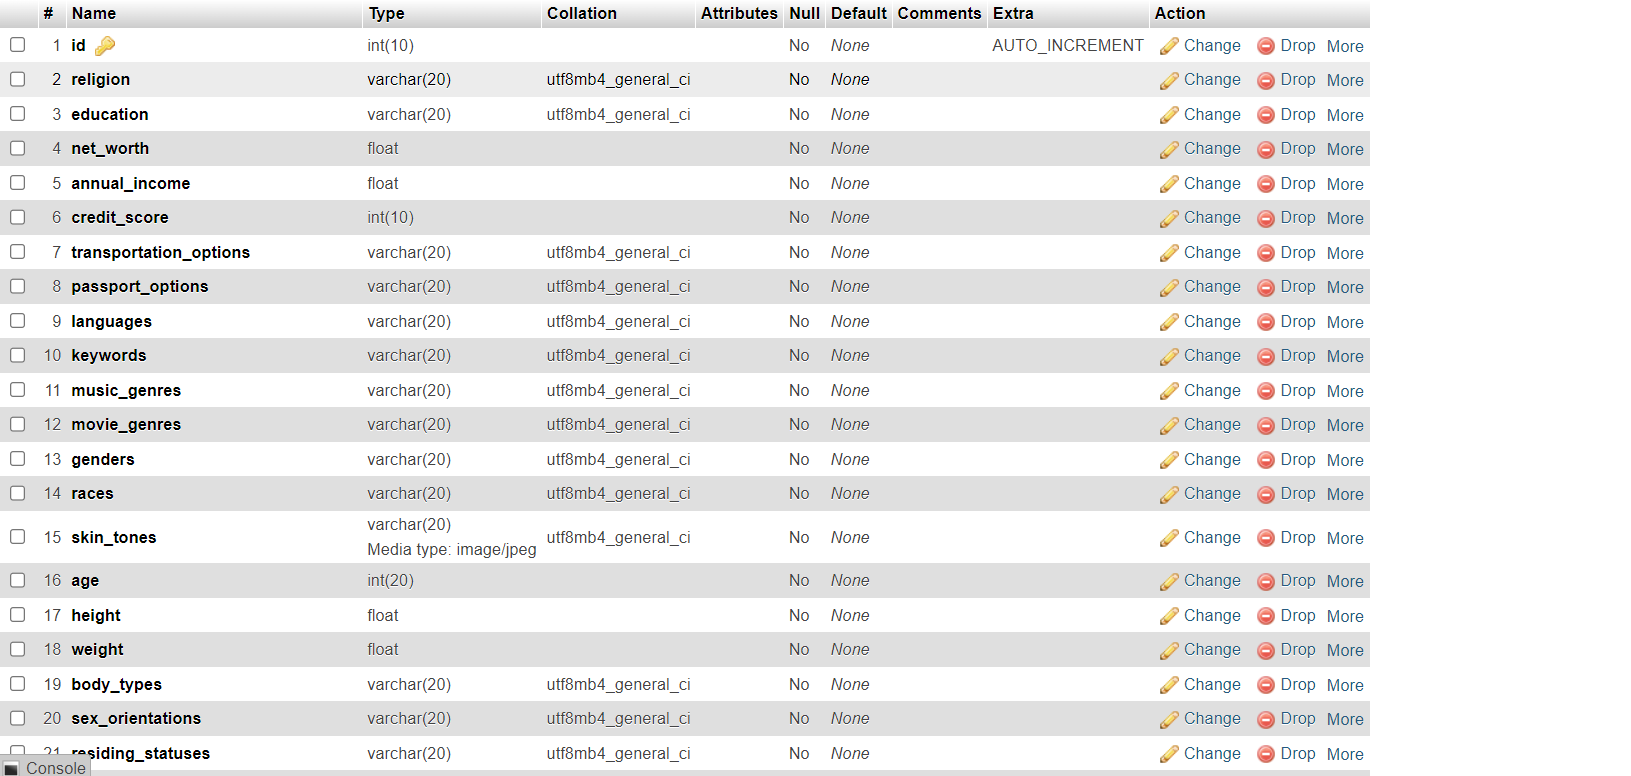 # Name Type Collation Attributes Null Default Comments Extra Action
1 id int(10) No None AUTO_INCREMENT Change Drop More
2 religion varchar(20) utf8mb4_general_ci No None Change Drop More
3 education varchar(20) utf8mb4_general_ci No None Change Drop More
4 net_worth float No None Change Drop More
5 annual_income float No None Change Drop More
6 credit_score int(10) No None Change Drop More
7 transportation_options varchar(20) utf8mb4_general_ci No None Change Drop More
8 passport_options varchar(20) utf8mb4_general_ci No None Change Drop More
9 languages varchar(20) utf8mb4_general_ci No None Change Drop More
10 keywords varchar(20) utf8mb4_general_ci No None Change Drop More
11 music_genres varchar(20) utf8mb4_general_ci No None Change Drop More
12 movie_genres varchar(20) utf8mb4_general_ci No None Change Drop More
13 genders varchar(20) utf8mb4_general_ci No None Change Drop More
14 races varchar(20) utf8mb4_general_ci No None Change Drop More
15 skin_tones varchar(20) utf8mb4_general_ci No None Change Drop More
Media type: image/jpeg
16 age int(20) No None Change Drop More
17 height float No None Change Drop More
18 weight float No None Change Drop More
19 body_types varchar(20) utf8mb4_general_ci No None Change Drop More
20 sex_orientations varchar(20) utf8mb4_general_ci No None Change Drop More
21 residing_statuses varchar(20) utf8mb4_general_ci No None Change Drop More
Console